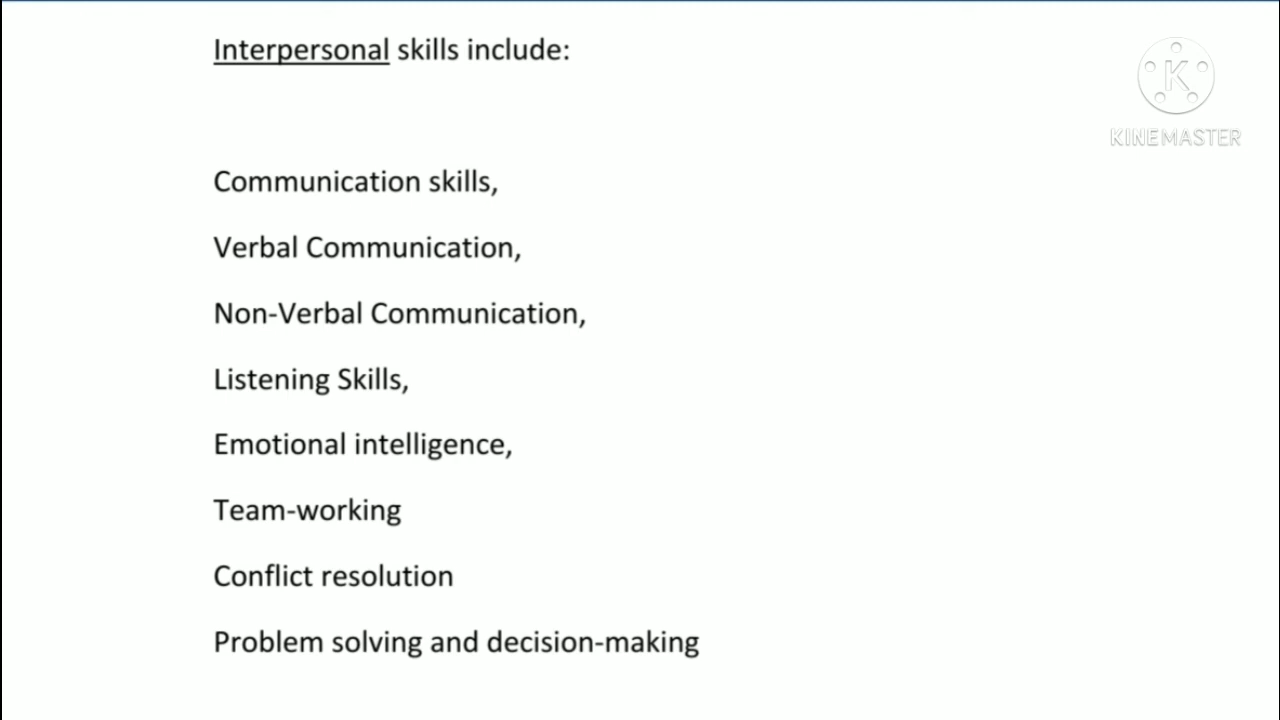 Interpersonal skills include:
KINEMASTER
Communication skills,
Verbal Communication,
Non-Verbal Communication,
Listening Skills,
Emotional intelligence,
Team-working
Conflict resolution
Problem solving and decision-making